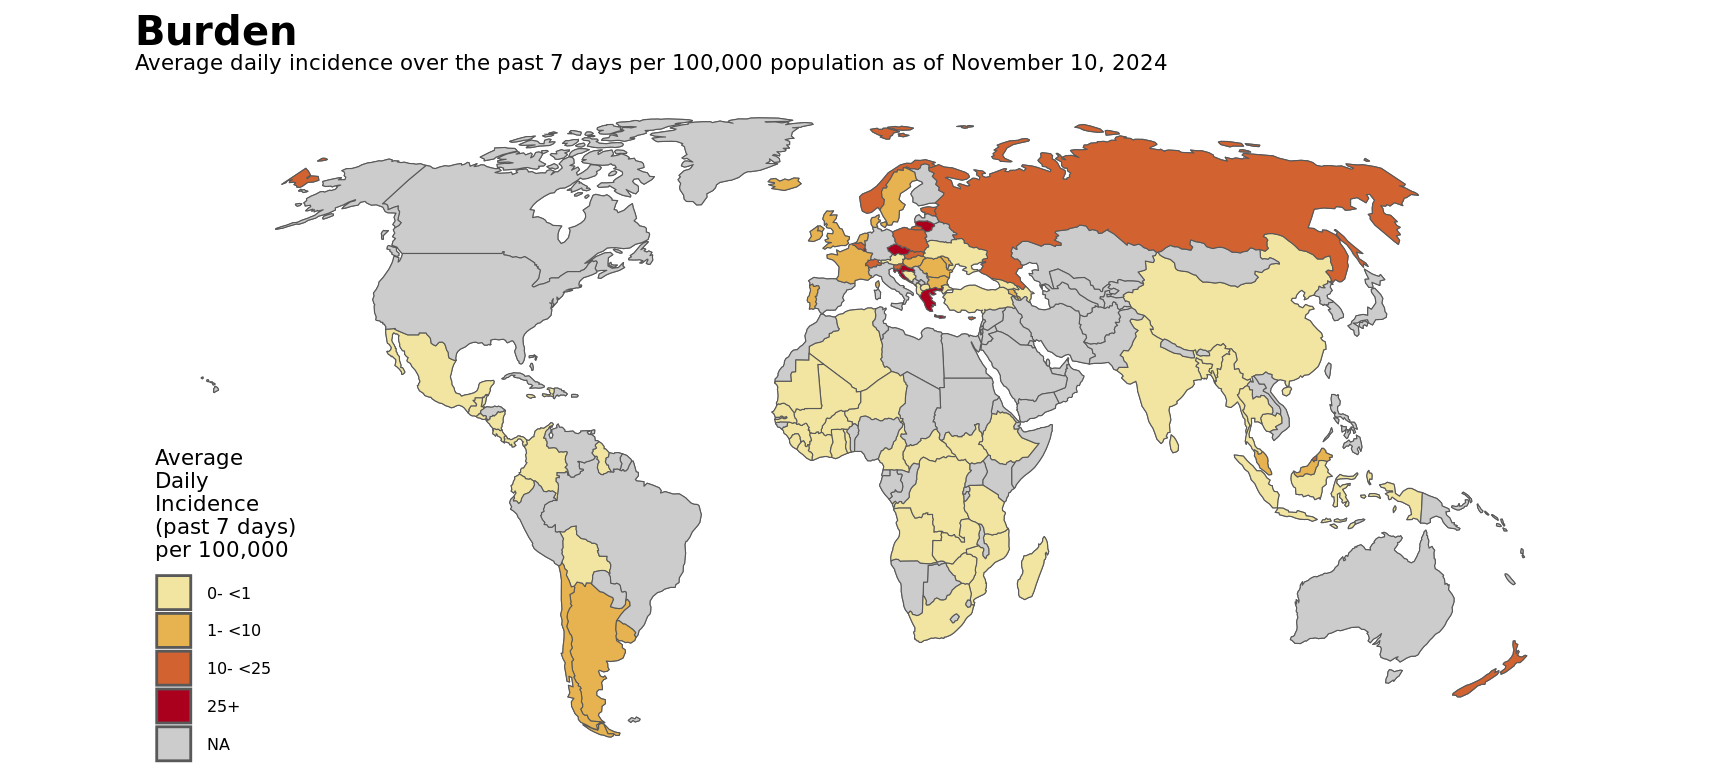 Burden
Average daily incidence over the past 7 days per 100,000 population as of November 10, 2024
Average
Daily
Incidence
(past 7 days)
per 100,000
0- <1
1- <10
10- <25
25+
NA